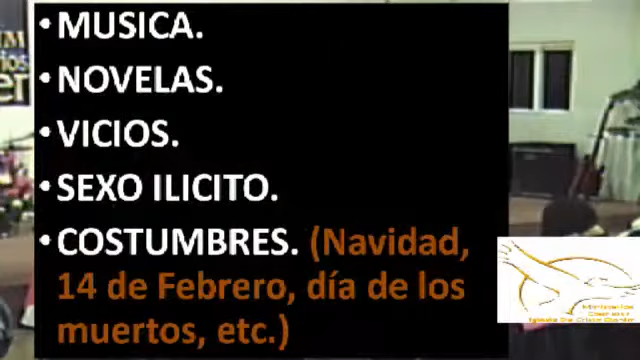 • MUSICA.
• NOVELAS.
• VICIOS.
• SEXO ILICITO.
• COSTUMBRES. (Navidad,
14 de Febrero, día de los
muertos, etc.)